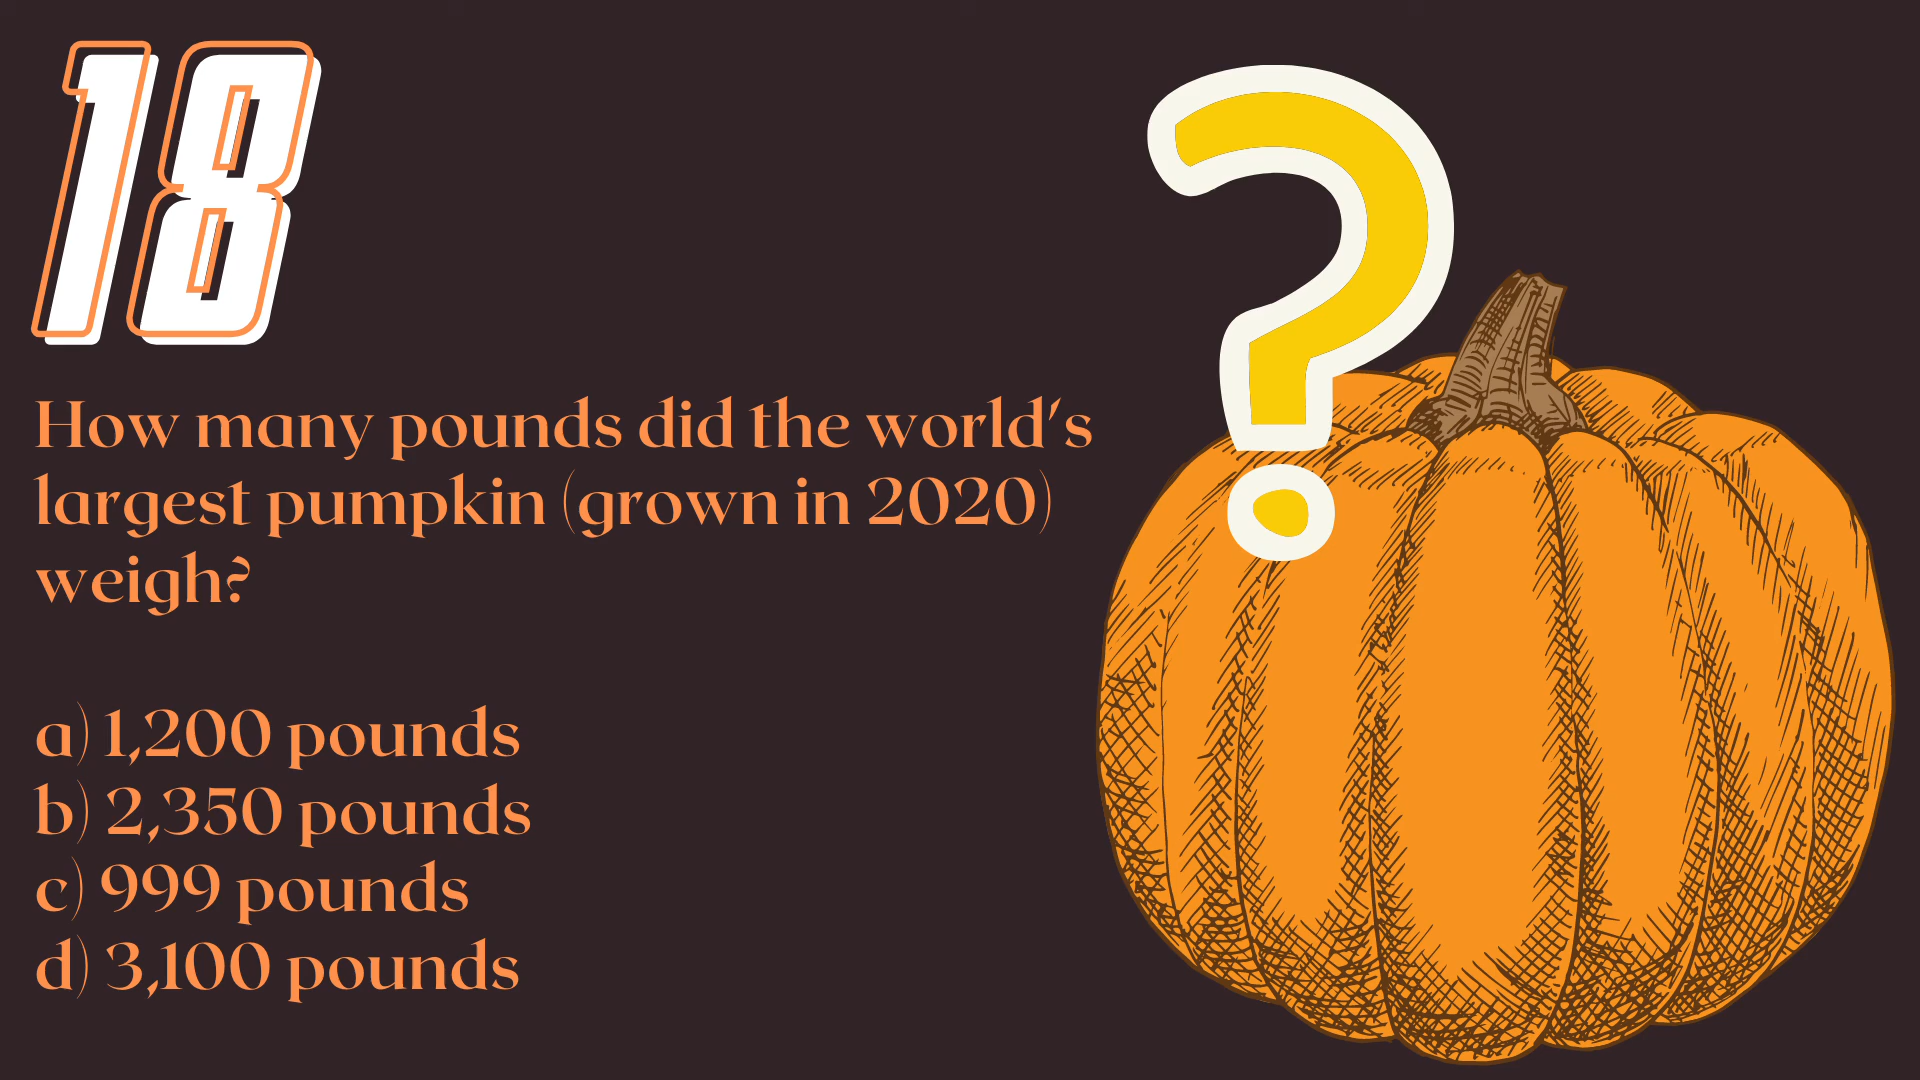 18
How many pounds did the world's
largest pumpkin (grown in 2020)
weigh?
a) 1,200 pounds
b) 2,350 pounds
c) 999 pounds
d) 3,100 pounds
?